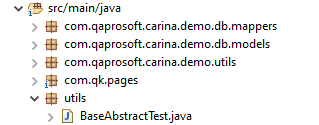 src/main/java
com.qaprosoft.carina.demo.db.mappers
com.qaprosoft.carina.demo.db.models
com.qaprosoft.carina.demo.utils
com.qk.pages
utils
BaseAbstractTest.java